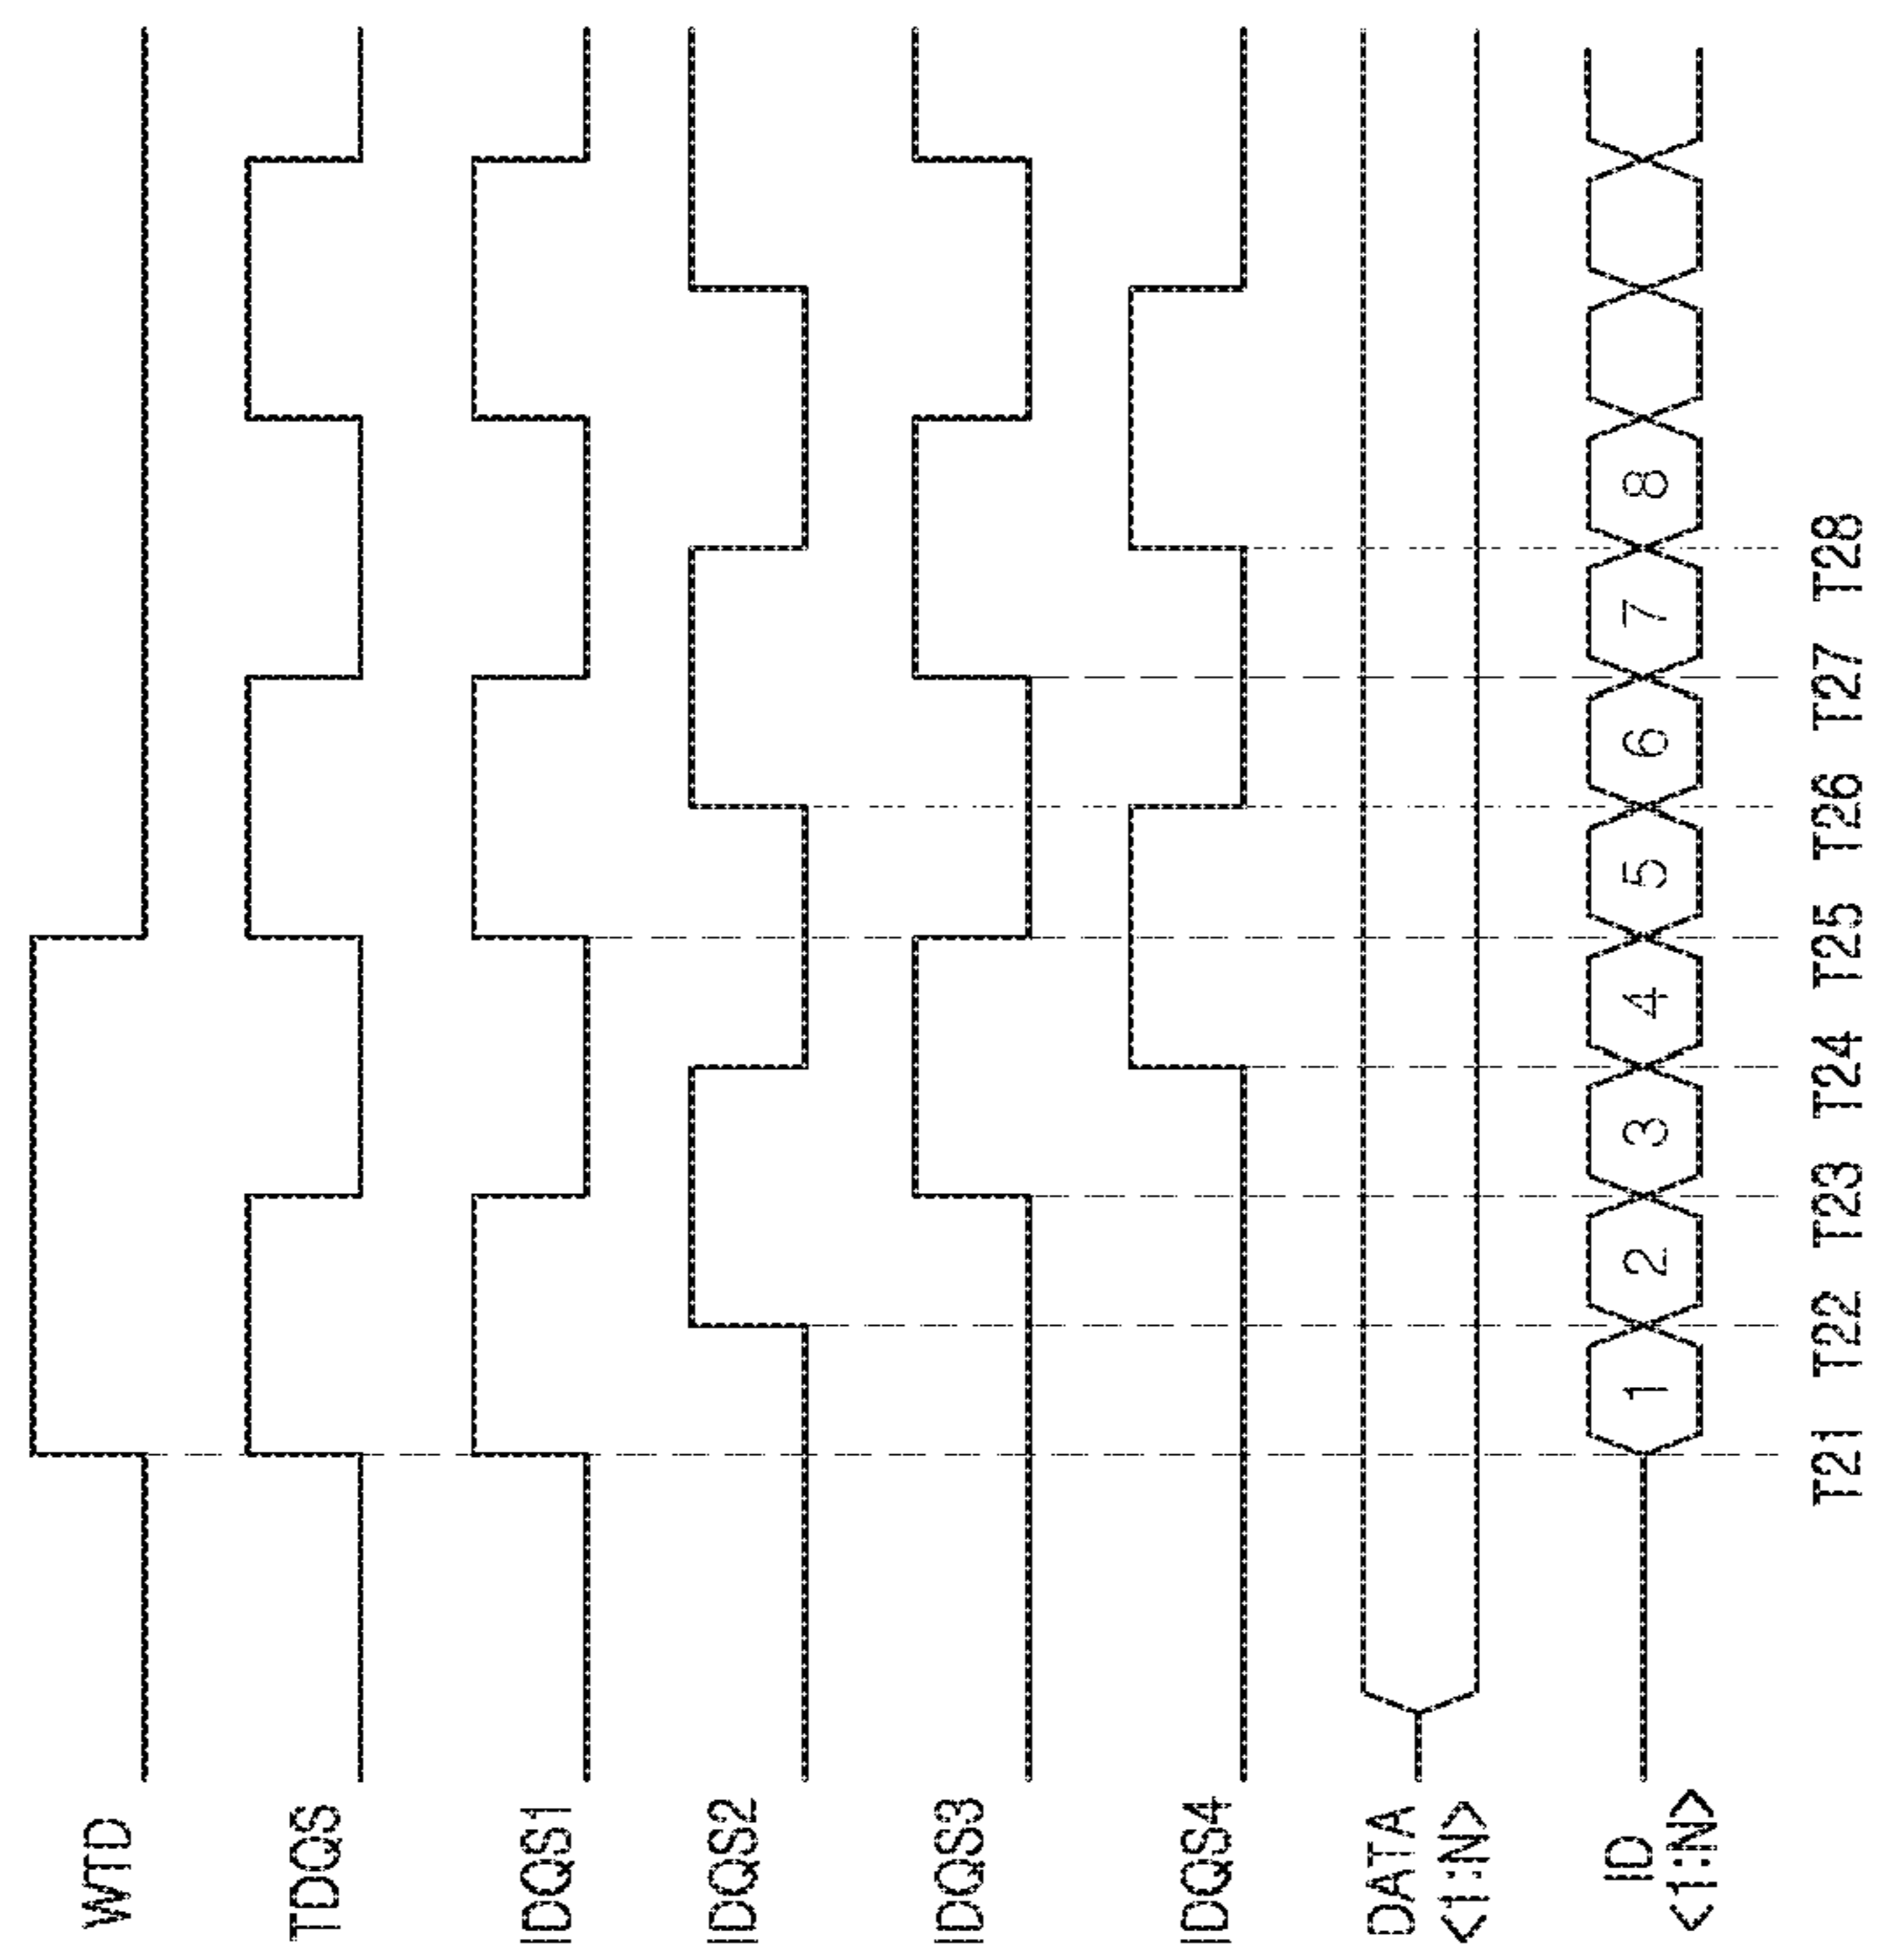 WTD
TDQS
IDQS1
IDQS2
IDQS3
IDQS4
DATA
<1:N>
ID
<1:N>
1 2 3 4 5 6 7 8
T21 T22 T23 T24 T25 T26 T27 T28